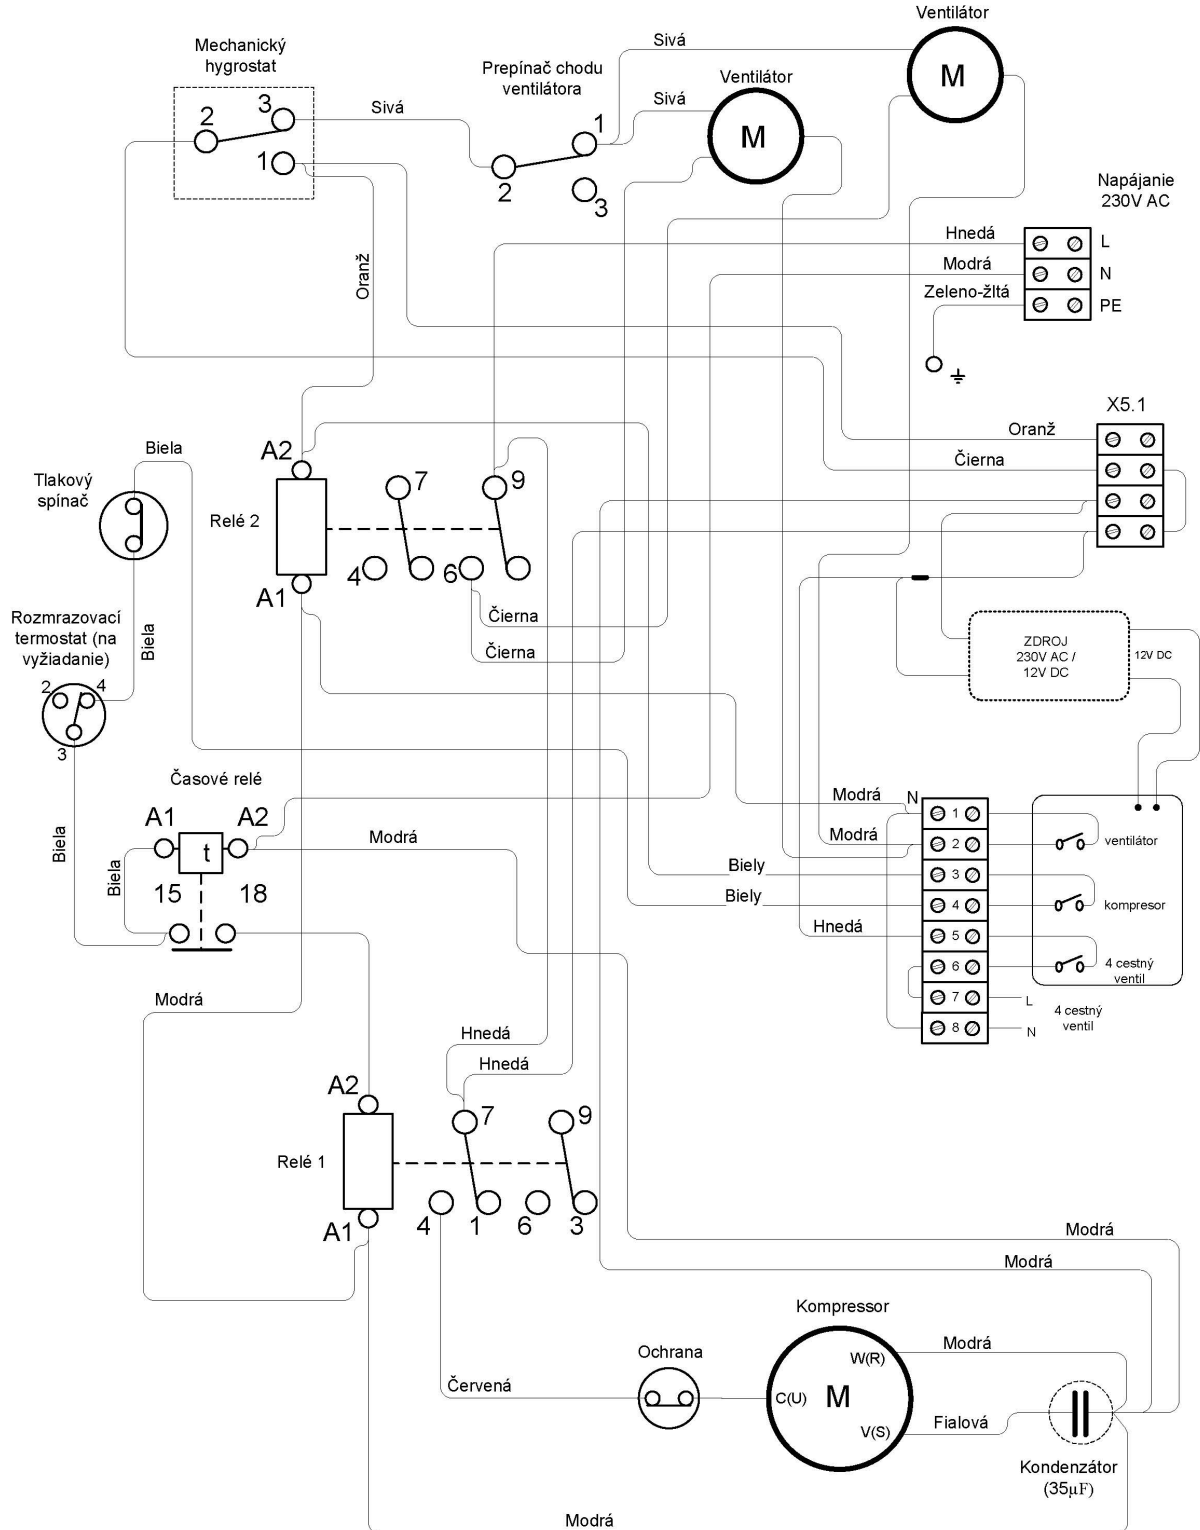 Ventilátor
Mechanický
hygrostat
Sivá
Prepínač chodu
ventilátora
Ventilátor
M
Sivá
Sivá
M
3
2
1
1
2
3
Napájanie
230V AC
Hnedá
L
Modrá
N
Zeleno-žltá
PE
Oranž
X5.1
Oranž
Čierna
Biela
Tlakový
spínač
A2
7
9
Relé 2
4
6
A1
Čierna
Čierna
Rozmrazovací
termostat (na
vyžiadanie)
Biela
2
4
3
ZDROJ
230V AC /
12V DC
12V DC
Časové relé
A1
A2
t
Modrá
15
18
Biela
Biela
Modrá
N
1
Modrá
2
ventilátor
Biely
3
Biely
4
kompresor
Hnedá
5
6
4 cestný
ventil
7
L
8
N
4 cestný
ventil
Modrá
Hnedá
Hnedá
A2
7
9
Relé 1
4
1
6
3
A1
Modrá
Modrá
Kompressor
Ochrana
W(R)
Modrá
Červená
C(U)
M
V(S)
Fialová
Kondenzátor
(35µF)
Modrá